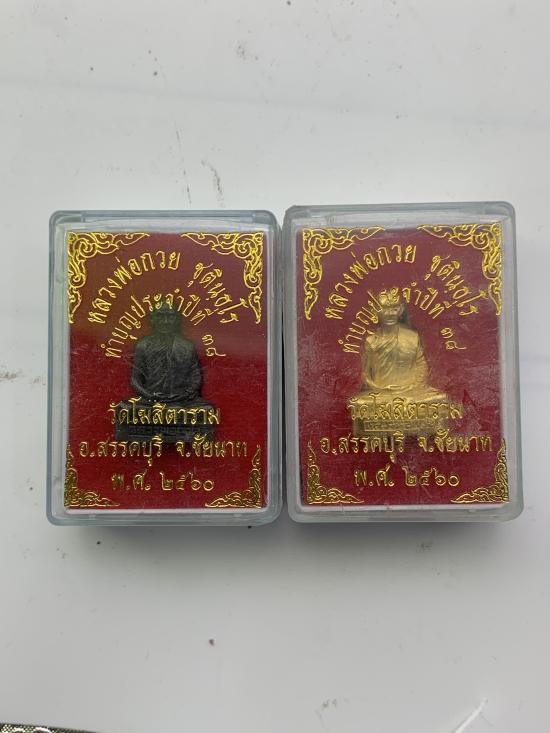 หลวงพ่อกวย ชุตินฺธโร
ทำบุญประจำปีที่ ๓๘
วัดโฆสิตาราม
อ.สรรคบุรี จ.ชัยนาท
พ.ศ. ๒๕๖๐
หลวงพ่อกวย ชุตินฺธโร
ทำบุญประจำปีที่ ๓๘
วัดโฆสิตาราม
อ.สรรคบุรี จ.ชัยนาท
พ.ศ. ๒๕๖๐